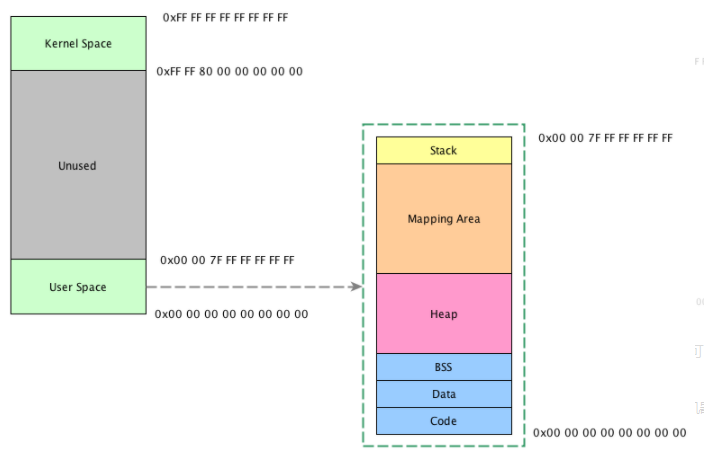 0xFF FF FF FF FF FF FF FF
Kernel Space
0xFF FF 80 00 00 00 00 00
Unused
0x00 00 7F FF FF FF FF FF
User Space
0x00 00 00 00 00 00 00 00
0x00 00 7F FF FF FF FF FF
Stack
Mapping Area
Heap
BSS
Data
Code
0x00 00 00 00 00 00 00 00